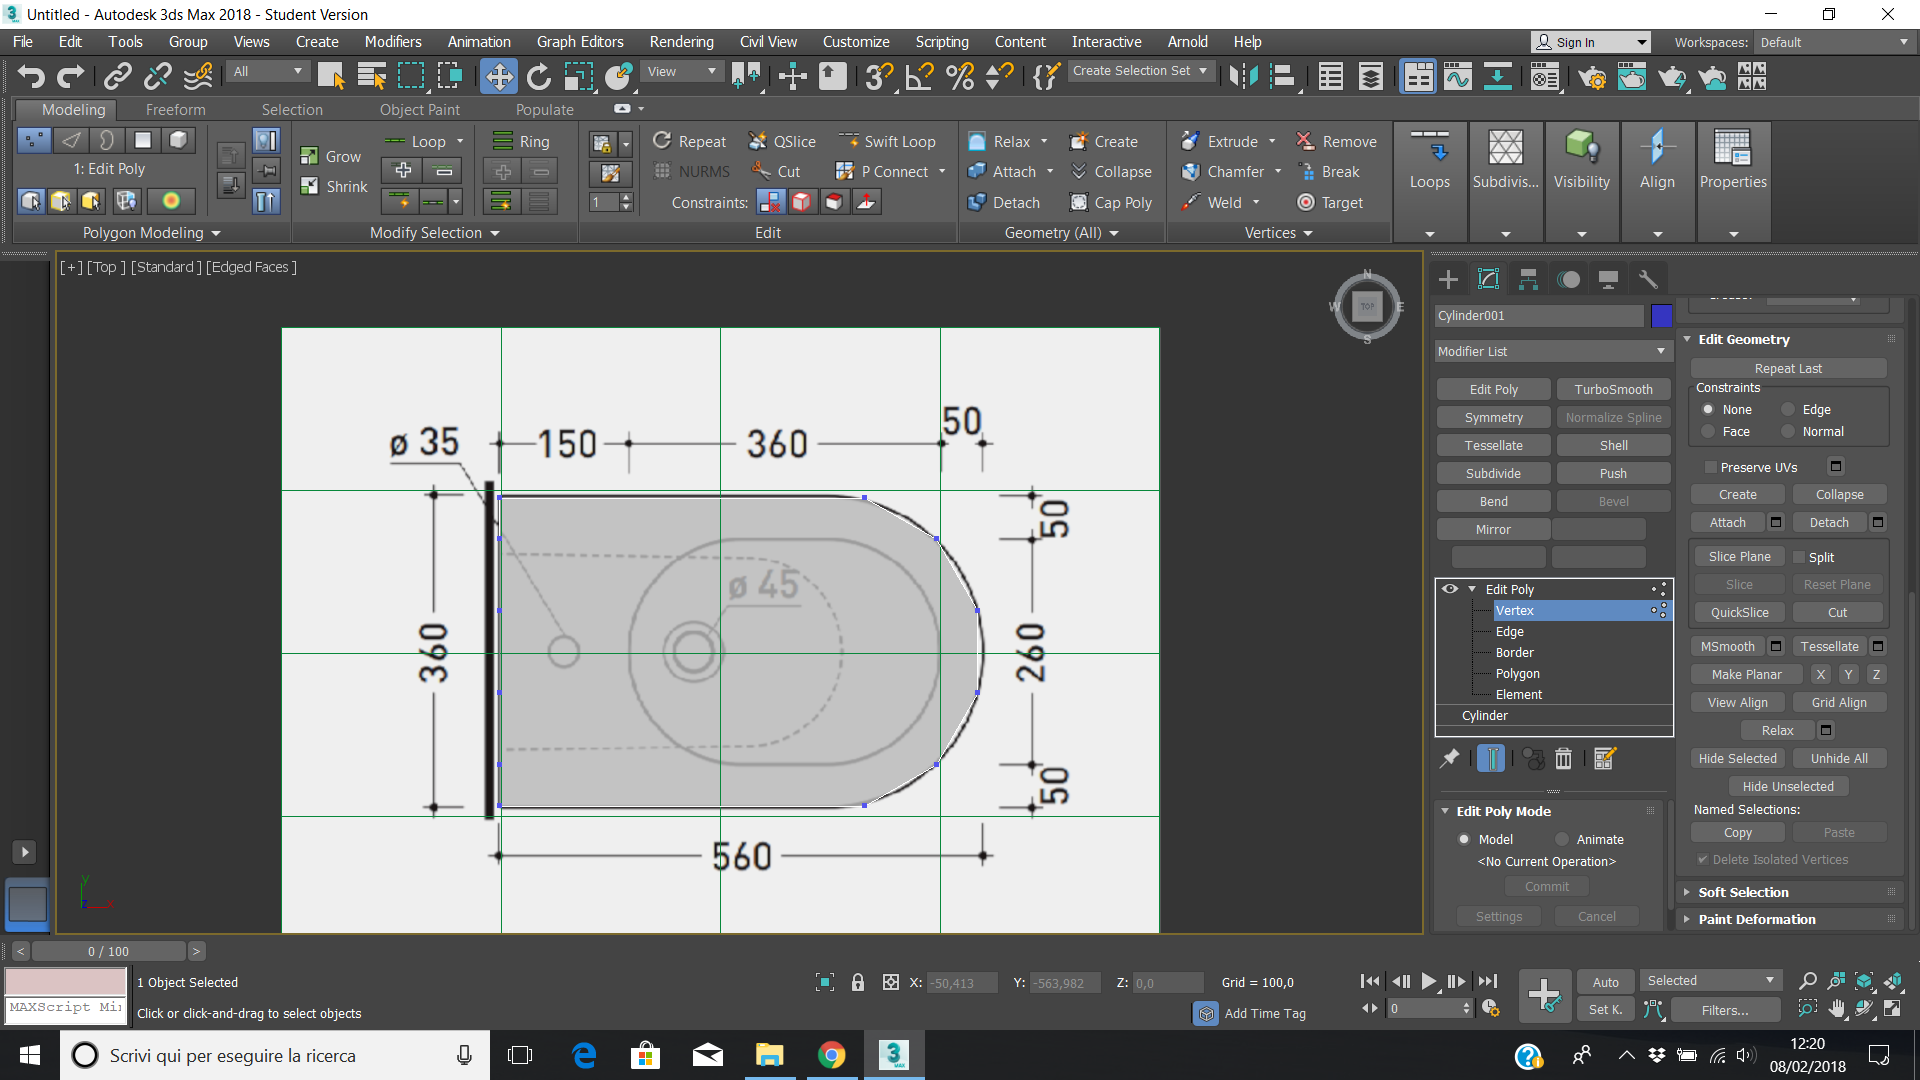 Untitled - Autodesk 3ds Max 2018 - Student Version
File Edit Tools Group Views Create Modifiers Animation Graph Editors Rendering Civil View Customize Scripting Content Interactive Arnold Help Sign In Workspaces: Default
All View Create Selection Set
Modeling Freeform Selection Object Paint Populate
1: Edit Poly
Polygon Modeling
Grow
Shrink
Loop
Ring
Modify Selection
1
Repeat QSlice Swift Loop
NURMS Cut P Connect
Constraints:
Edit
Relax Create
Attach Collapse
Detach Cap Poly
Geometry (All)
Extrude Remove
Chamfer Break
Weld Target
Vertices
Loops Subdivis... Visibility Align Properties
[+] [Top ] [Standard ] [Edged Faces ]
N
W TOP E
S
ø 35 150 360 50
50
ø 45
360 260
50
560
y
z x
Cylinder001
Modifier List
Edit Poly TurboSmooth
Symmetry Normalize Spline
Tessellate Shell
Subdivide Push
Bend Bevel
Mirror
Edit Poly
Vertex
Edge
Border
Polygon
Element
Cylinder
Edit Poly Mode
Model Animate
<No Current Operation>
Commit
Settings Cancel
Edit Geometry
Repeat Last
Constraints
None Edge
Face Normal
Preserve UVs
Create Collapse
Attach Detach
Slice Plane Split
Slice Reset Plane
QuickSlice Cut
MSmooth Tessellate
Make Planar X Y Z
View Align Grid Align
Relax
Hide Selected Unhide All
Hide Unselected
Named Selections:
Copy Paste
Delete Isolated Vertices
Soft Selection
Paint Deformation
< 0 / 100 >
MAXScript Mi
1 Object Selected
Click or click-and-drag to select objects
X: -50,413 Y: -563,982 Z: 0,0 Grid = 100,0
Add Time Tag
0
Auto Selected
Set K. Filters...
Scrivi qui per eseguire la ricerca
12:20
08/02/2018